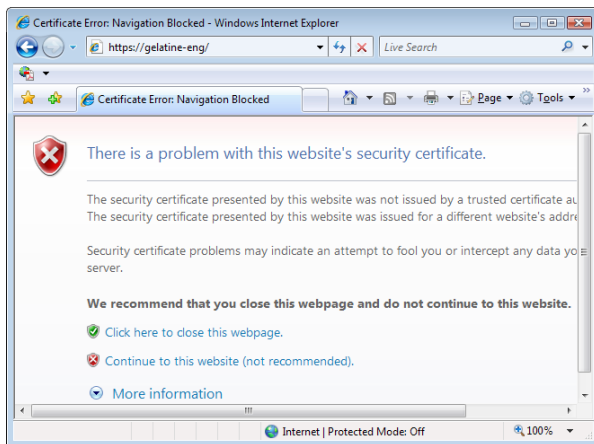 Certificate Error: Navigation Blocked - Windows Internet Explorer
https://gelatine-eng/
Live Search
Certificate Error: Navigation Blocked
Page
Tools
There is a problem with this website's security certificate.
The security certificate presented by this website was not issued by a trusted certificate au
The security certificate presented by this website was issued for a different website's addre
Security certificate problems may indicate an attempt to fool you or intercept any data yo
server.
We recommend that you close this webpage and do not continue to this website.
Click here to close this webpage.
Continue to this website (not recommended).
More information
Internet | Protected Mode: Off
100%